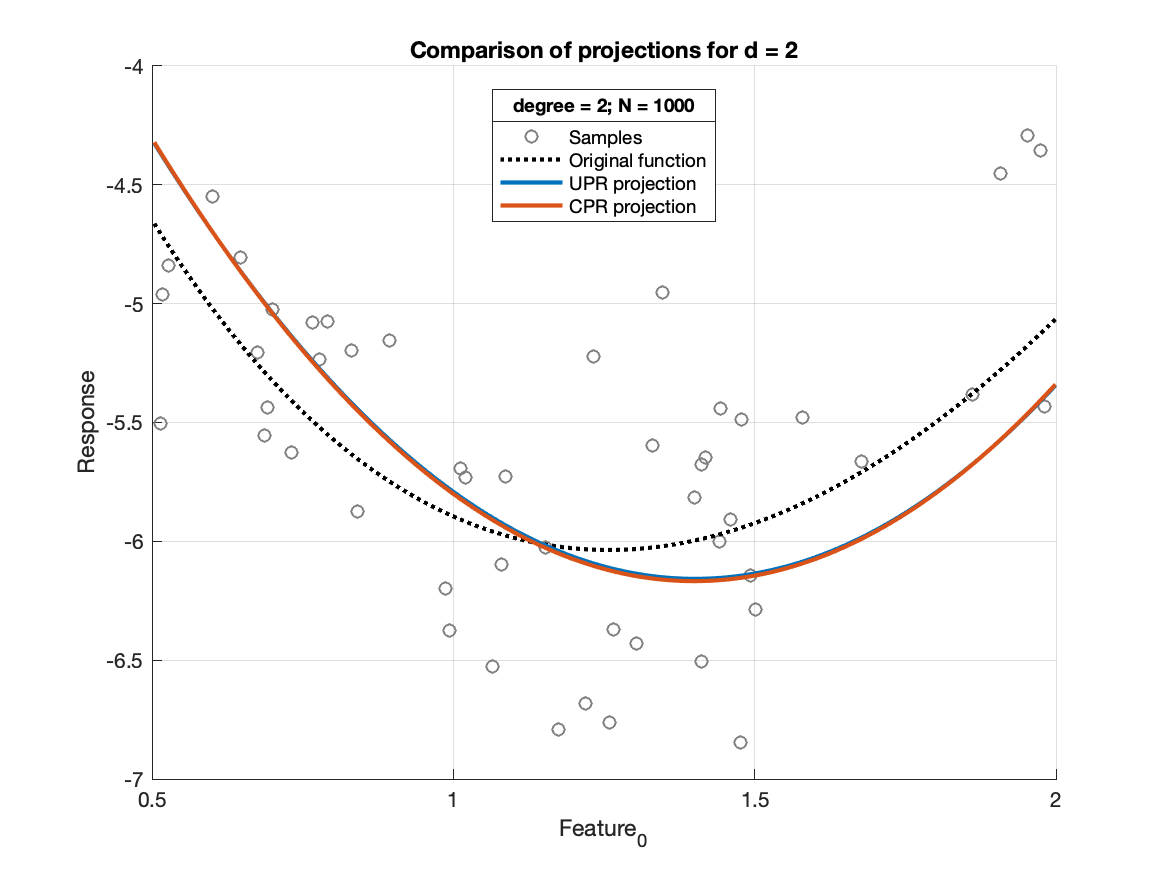 Comparison of projections for d = 2
degree = 2; N = 1000
Samples
Original function
UPR projection
CPR projection
Response
-4
-4.5
-5
-5.5
-6
-6.5
-7
0.5
1
1.5
2
Feature0